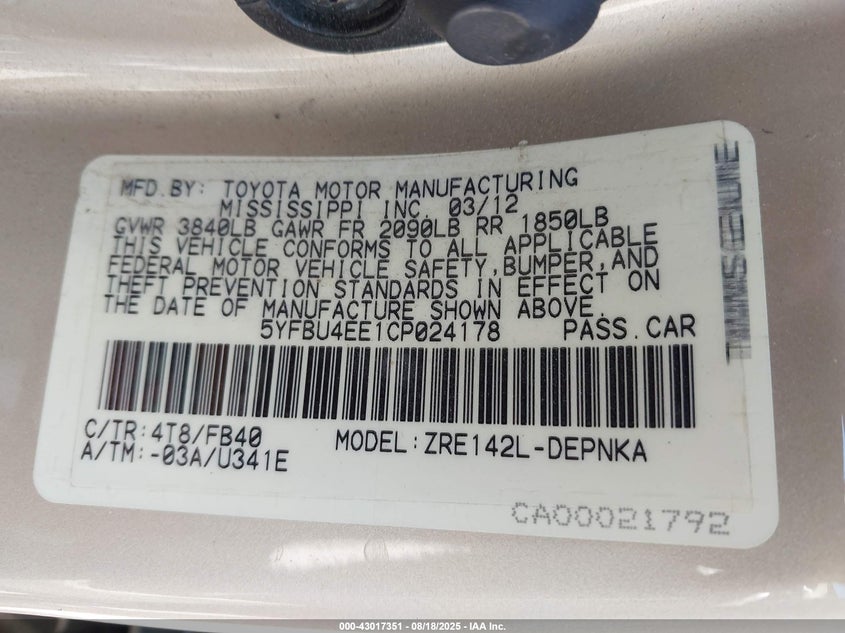 MFD.BY: TOYOTA MOTOR MANUFACTURING
MISSISSIPPI INC. 03/12
GVWR 3840LB GAWR FR 2090LB RR 1850LB
THIS VEHICLE CONFORMS TO ALL APPLICABLE
FEDERAL MOTOR VEHICLE SAFETY,BUMPER,AND
THEFT PREVENTION STANDARDS IN EFFECT ON
THE DATE OF MANUFACTURE SHOWN ABOVE.
5YFBU4EE1CP024178 PASS.CAR
C/TR:4T8/FB40 MODEL:ZRE142L-DEPNKA
A/TM:-03A/U341E
CA00021792
000-43017351 | 08/18/2025 – IAA Inc.